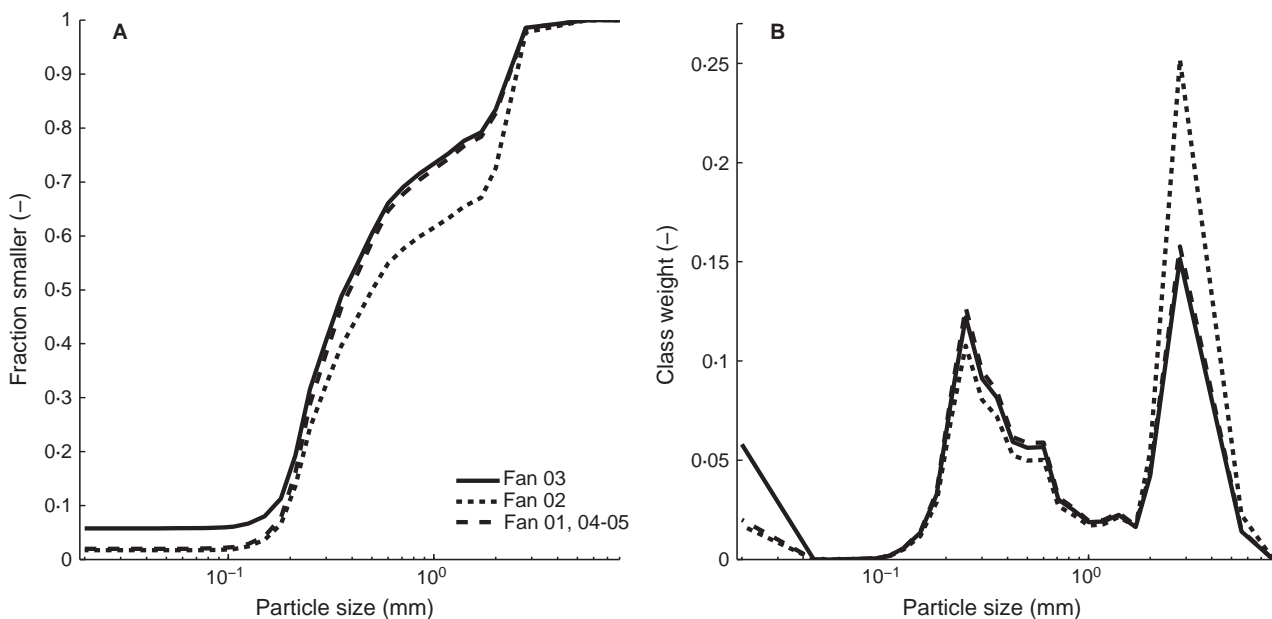 A
1
0·9
0·8
0·7
0·6
0·5
0·4
0·3
0·2
0·1
0
Fraction smaller (–)
10⁻¹
10⁰
Particle size (mm)
Fan 03
Fan 02
Fan 01, 04-05
B
0·25
0·2
0·15
0·1
0·05
0
Class weight (–)
10⁻¹
10⁰
Particle size (mm)